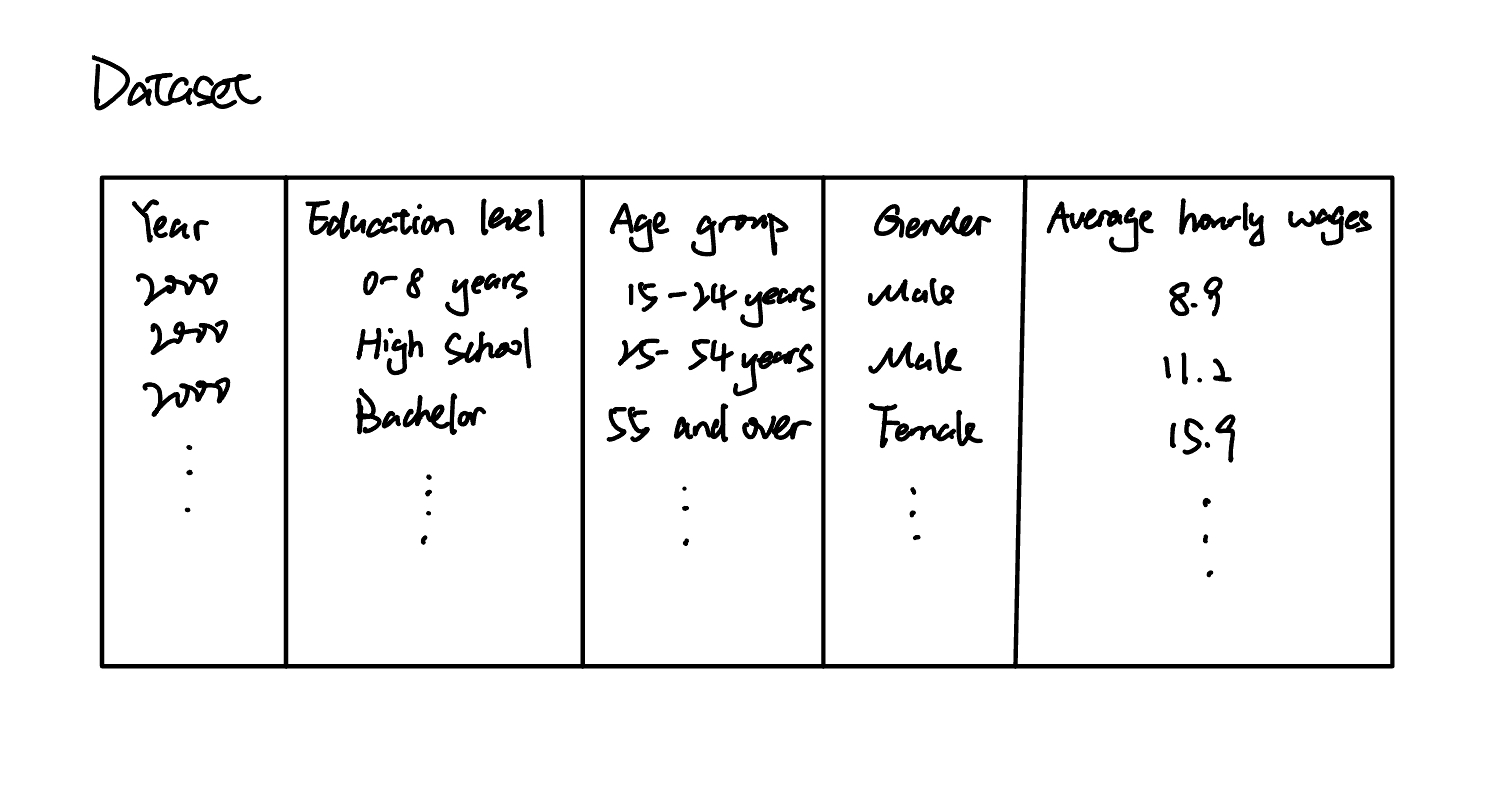 Dataset
Year Education level Age group Gender Average hourly wages
2000 0-8 years 15-24 years Male 8.9
2000 High School 25-54 years Male 11.2
2000 Bachelor 55 and over Female 15.9